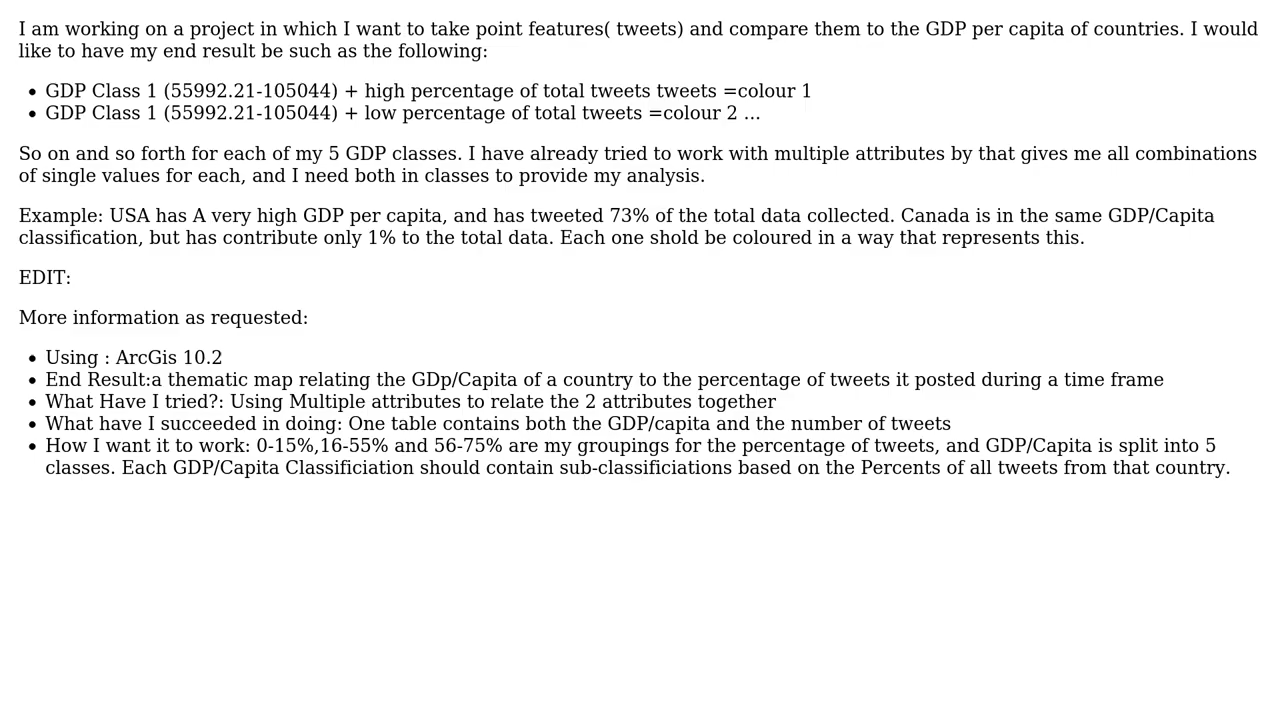 I am working on a project in which I want to take point features( tweets) and compare them to the GDP per capita of countries. I would
like to have my end result be such as the following:
• GDP Class 1 (55992.21-105044) + high percentage of total tweets tweets =colour 1
• GDP Class 1 (55992.21-105044) + low percentage of total tweets =colour 2 ...
So on and so forth for each of my 5 GDP classes. I have already tried to work with multiple attributes by that gives me all combinations
of single values for each, and I need both in classes to provide my analysis.
Example: USA has A very high GDP per capita, and has tweeted 73% of the total data collected. Canada is in the same GDP/Capita
classification, but has contribute only 1% to the total data. Each one shold be coloured in a way that represents this.
EDIT:
More information as requested:
• Using : ArcGis 10.2
• End Result:a thematic map relating the GDp/Capita of a country to the percentage of tweets it posted during a time frame
• What Have I tried?: Using Multiple attributes to relate the 2 attributes together
• What have I succeeded in doing: One table contains both the GDP/capita and the number of tweets
• How I want it to work: 0-15%,16-55% and 56-75% are my groupings for the percentage of tweets, and GDP/Capita is split into 5
classes. Each GDP/Capita Classificiation should contain sub-classificiations based on the Percents of all tweets from that country.